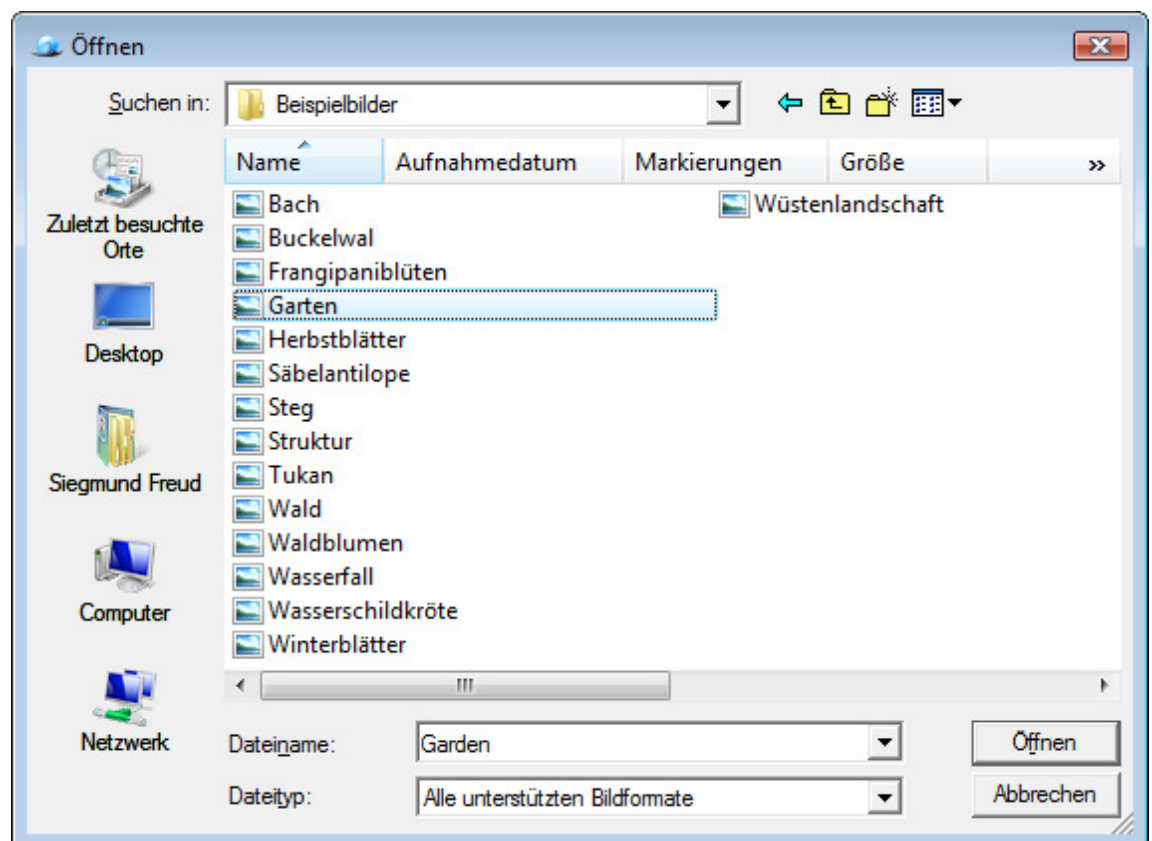 Öffnen
Suchen in: Beispielbilder
Name Aufnahmedatum Markierungen Größe »
Zuletzt besuchte
Orte
Desktop
Siegmund Freud
Computer
Netzwerk
Bach
Buckelwal
Frangipaniblüten
Garten
Herbstblätter
Säbelantilope
Steg
Struktur
Tukan
Wald
Waldblumen
Wasserfall
Wasserschildkröte
Winterblätter
Wüstenlandschaft
Dateiname: Garden Öffnen
Dateityp: Alle unterstützten Bildformate Abbrechen